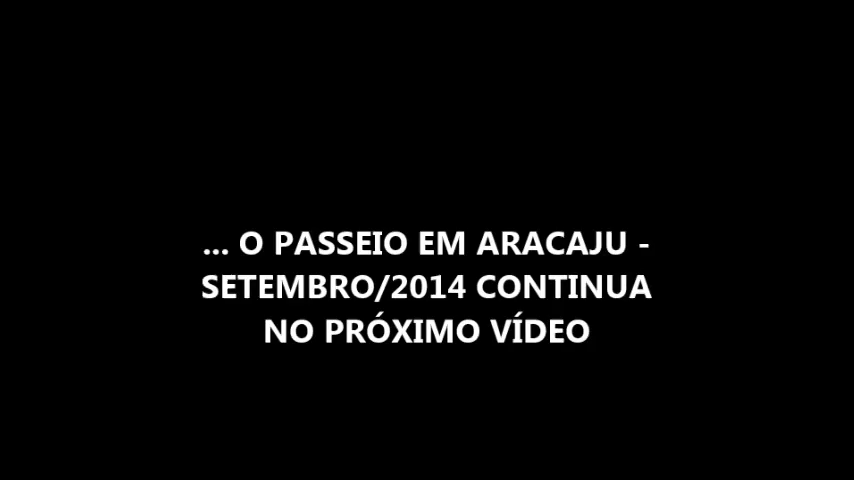 ... O PASSEIO EM ARACAJU -
SETEMBRO/2014 CONTINUA
NO PRÓXIMO VÍDEO